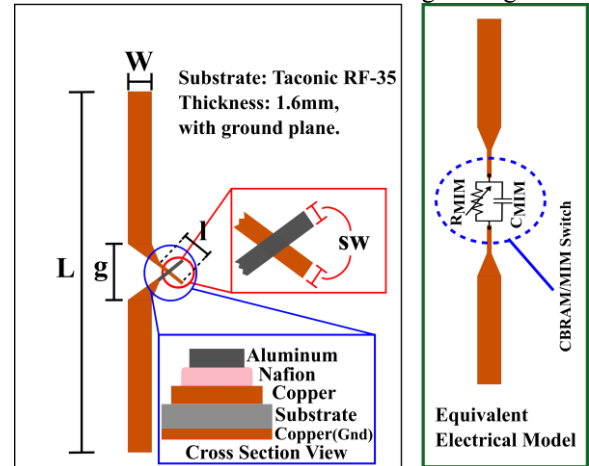 W
Substrate: Taconic RF-35
Thickness: 1.6mm,
with ground plane.
L
g
l
sw
Aluminum
Nafion
Copper
Substrate
Copper(Gnd)
Cross Section View
RMIM
CMIM
CBRAM/MIM Switch
Equivalent
Electrical Model